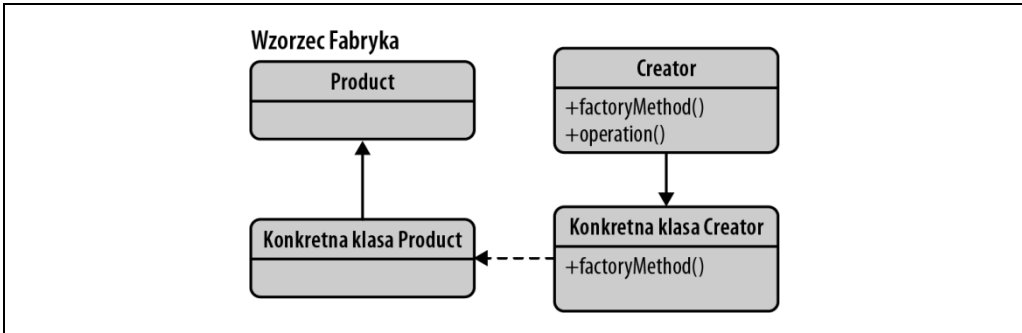 Wzorzec Fabryka
Product
Creator
+factoryMethod()
+operation()
Konkretna klasa Product
Konkretna klasa Creator
+factoryMethod()